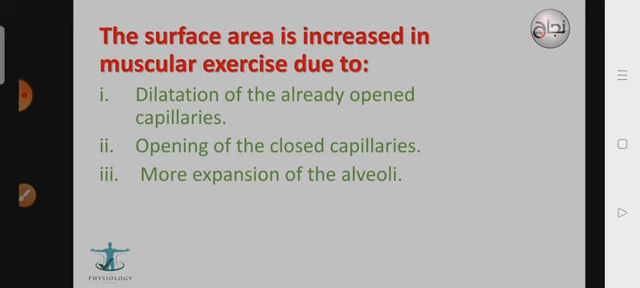 The surface area is increased in
muscular exercise due to:
i. Dilatation of the already opened
capillaries.
ii. Opening of the closed capillaries.
iii. More expansion of the alveoli.
نجاح
PHYSIOLOGY